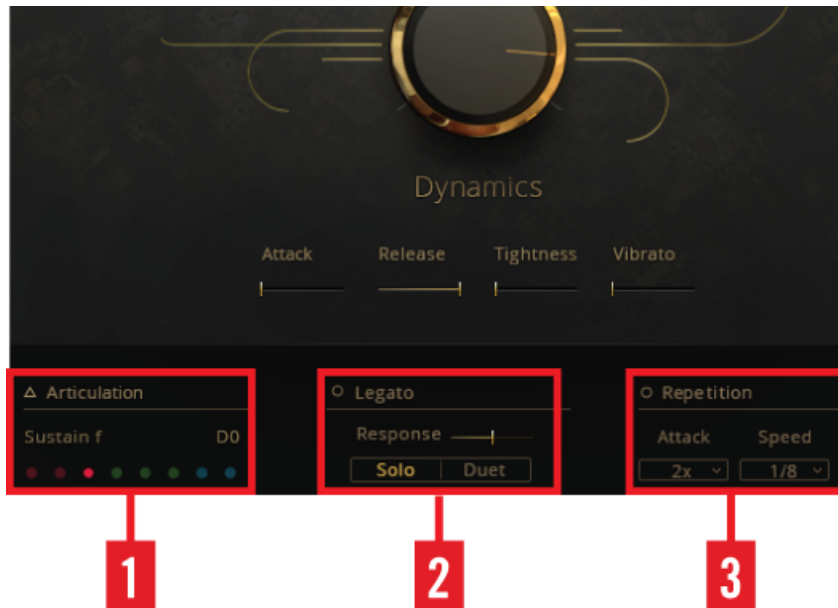 Dynamics
Attack Release Tightness Vibrato
Articulation
Sustain f D0
Legato
Response
Solo Duet
Repetition
Attack Speed
2x 1/8
1 2 3